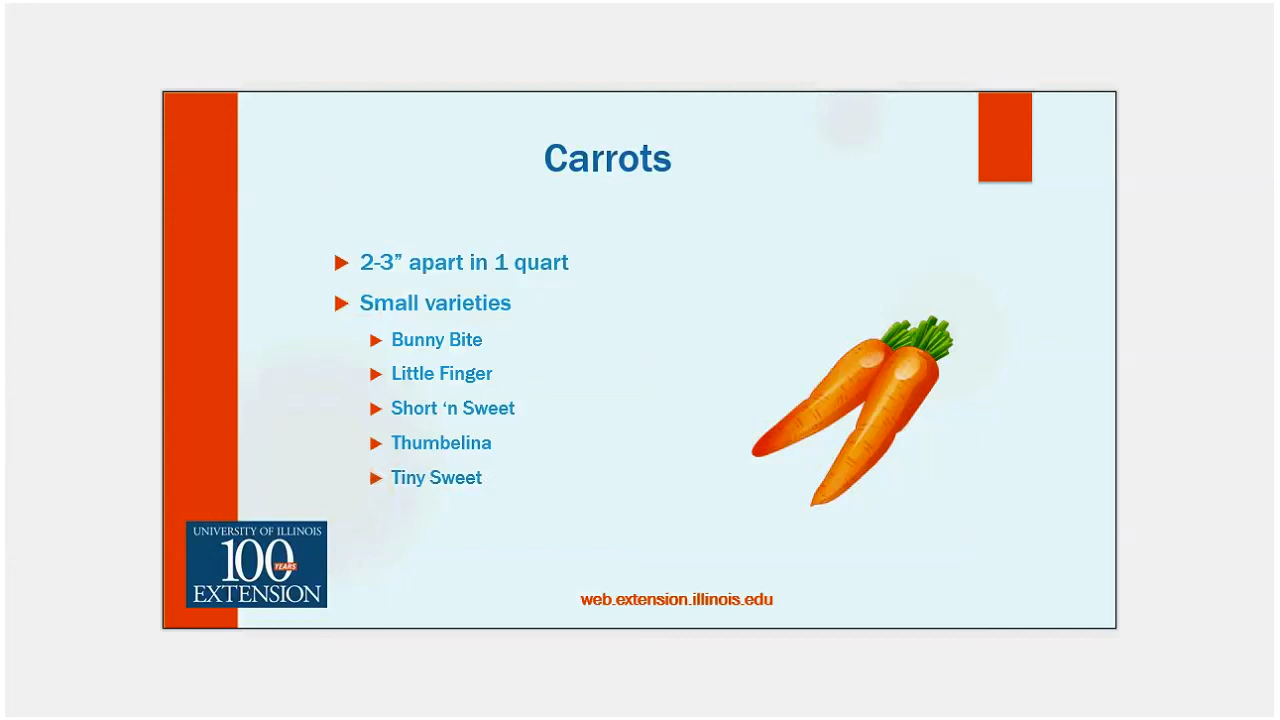 Carrots
2-3” apart in 1 quart
Small varieties
Bunny Bite
Little Finger
Short ‘n Sweet
Thumbelina
Tiny Sweet
UNIVERSITY OF ILLINOIS
100 YEARS
EXTENSION
web.extension.illinois.edu